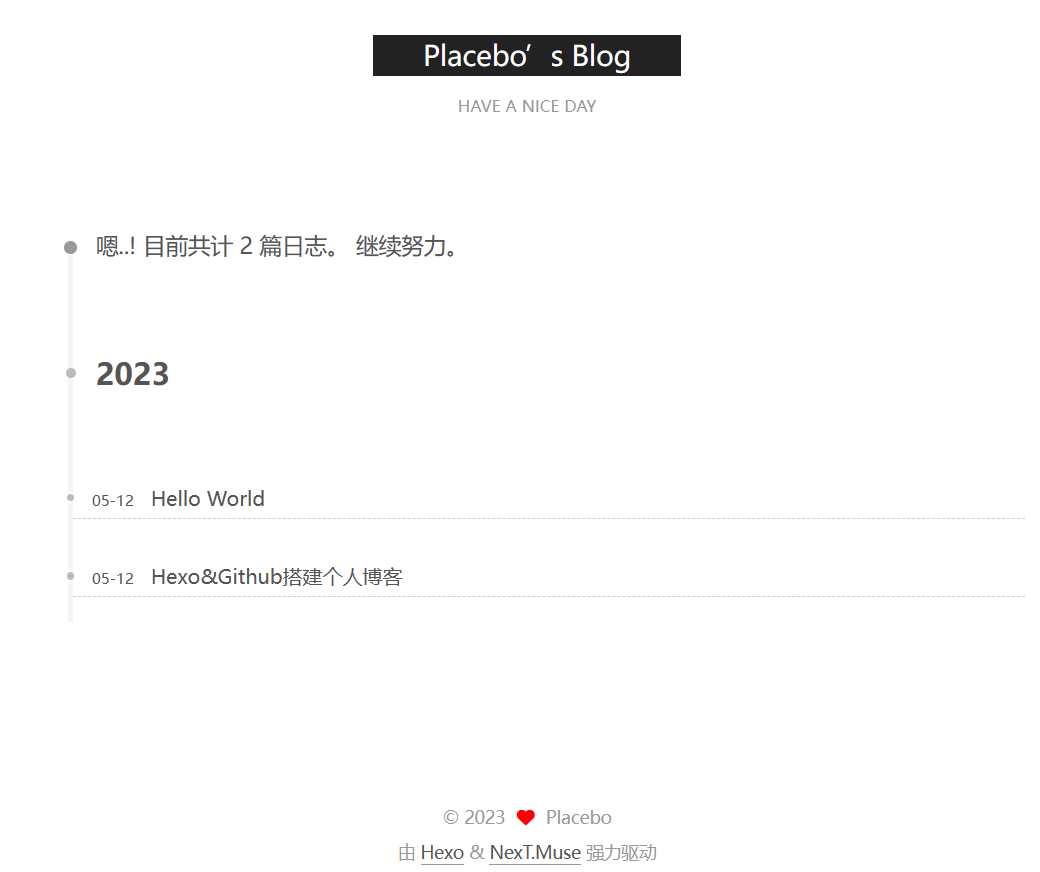 Placebo’s Blog
HAVE A NICE DAY
嗯..! 目前共计 2 篇日志。 继续努力。
2023
05-12 Hello World
05-12 Hexo&Github搭建个人博客
© 2023 Placebo
由 Hexo & NexT.Muse 强力驱动